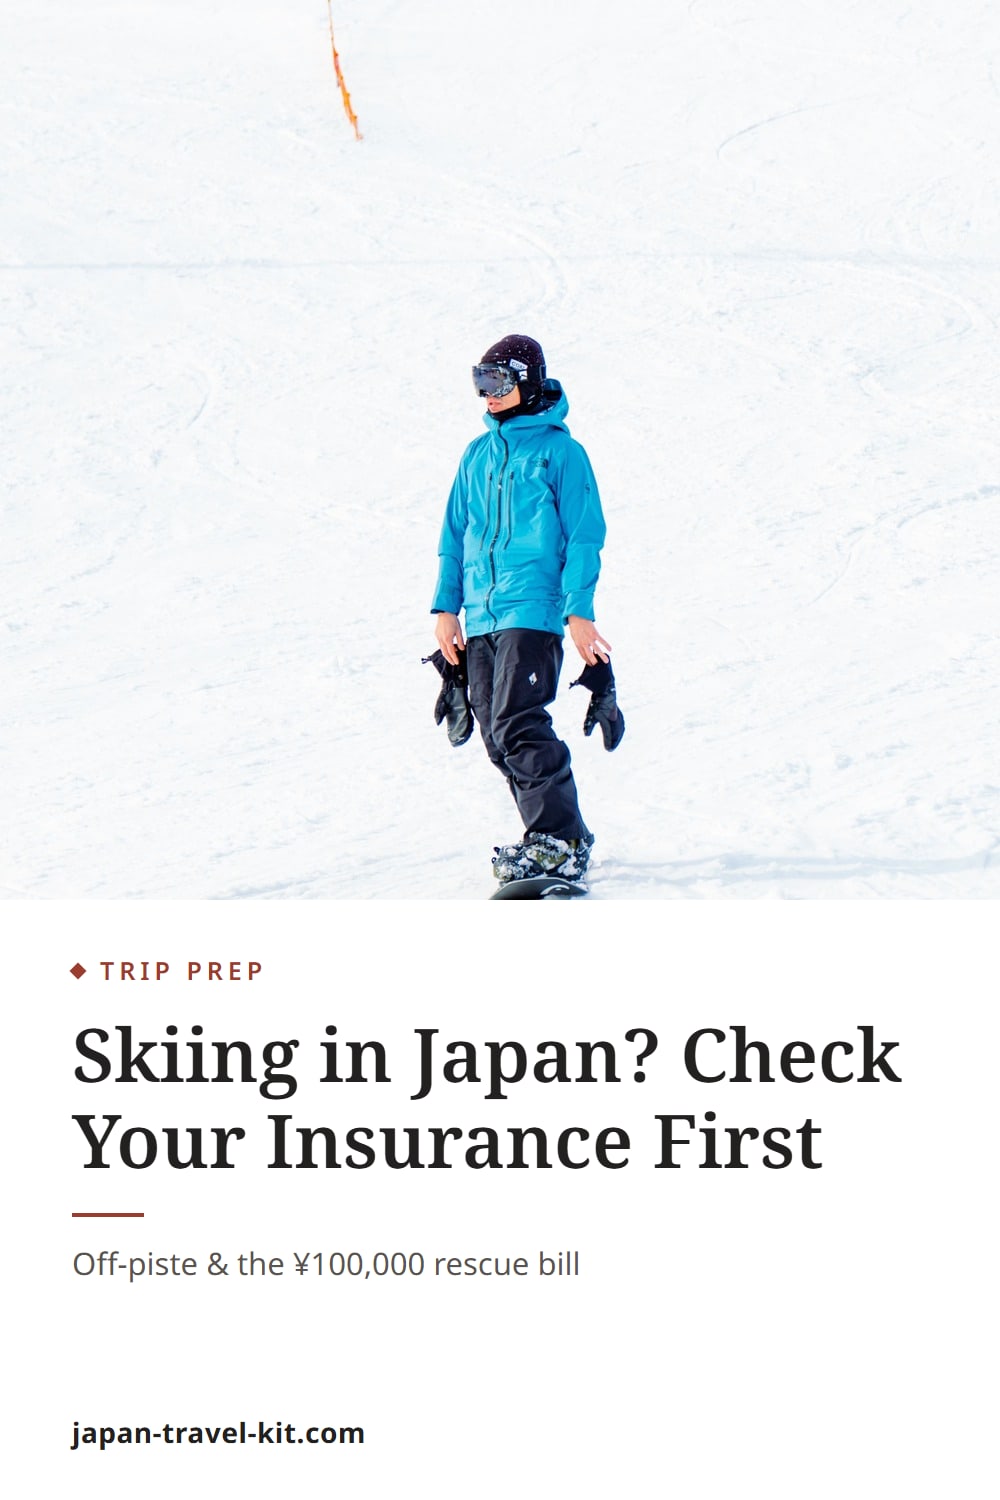 TRIP PREP
Skiing in Japan? Check
Your Insurance First
Off-piste & the ¥100,000 rescue bill
japan-travel-kit.com